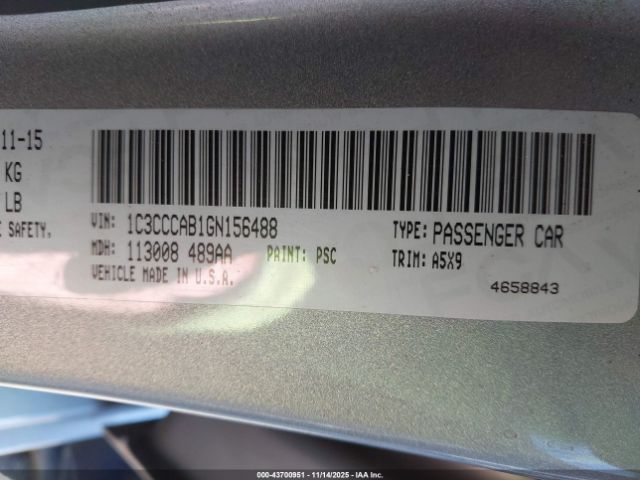 11-15
KG
LB
SAFETY.
VIN: 1C3CCCAB1GN156488 TYPE: PASSENGER CAR
MDH: 113008 489AA PAINT: PSC TRIM: A5X9
VEHICLE MADE IN U.S.A.
4658843
000-43700951 | 11/14/2025 | IAAI, Inc.